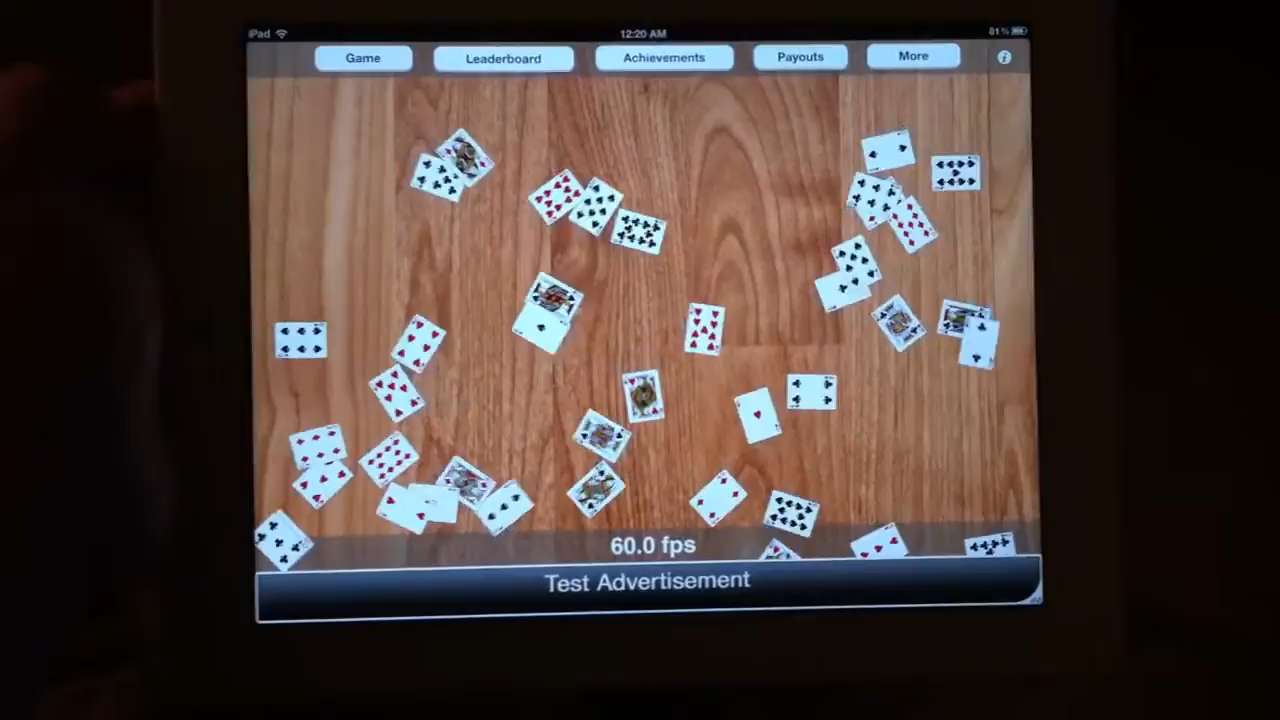 iPad 12:20 AM 81%
Game Leaderboard Achievements Payouts More i
60.0 fps
Test Advertisement